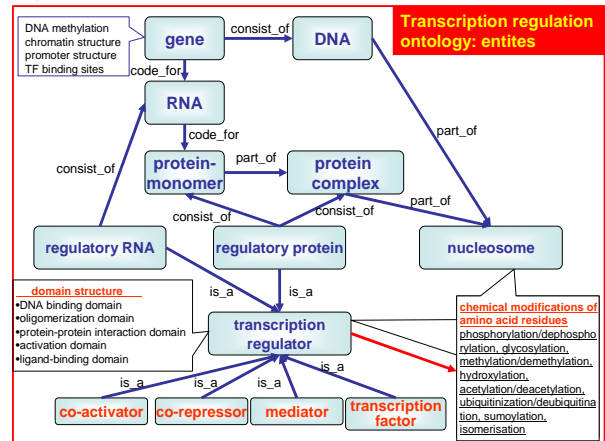 DNA methylation
chromatin structure
promoter structure
TF binding sites
gene
consist_of
DNA
Transcription regulation
ontology: entites
code_for
RNA
code_for
part_of
consist_of
protein-
monomer
part_of
protein
complex
part_of
consist_of
consist_of
regulatory RNA
regulatory protein
nucleosome
domain structure
•DNA binding domain
•oligomerization domain
•protein-protein interaction domain
•activation domain
•ligand-binding domain
is_a
is_a
transcription
regulator
chemical modifications of
amino acid residues
phosphorylation/dephospho
rylation, glycosylation,
methylation/demethylation,
hydroxylation,
acetylation/deacetylation,
ubiquitinization/deubiquitina
tion, sumoylation,
isomerisation
is_a
is_a
is_a
is_a
co-activator
co-repressor
mediator
transcription
factor